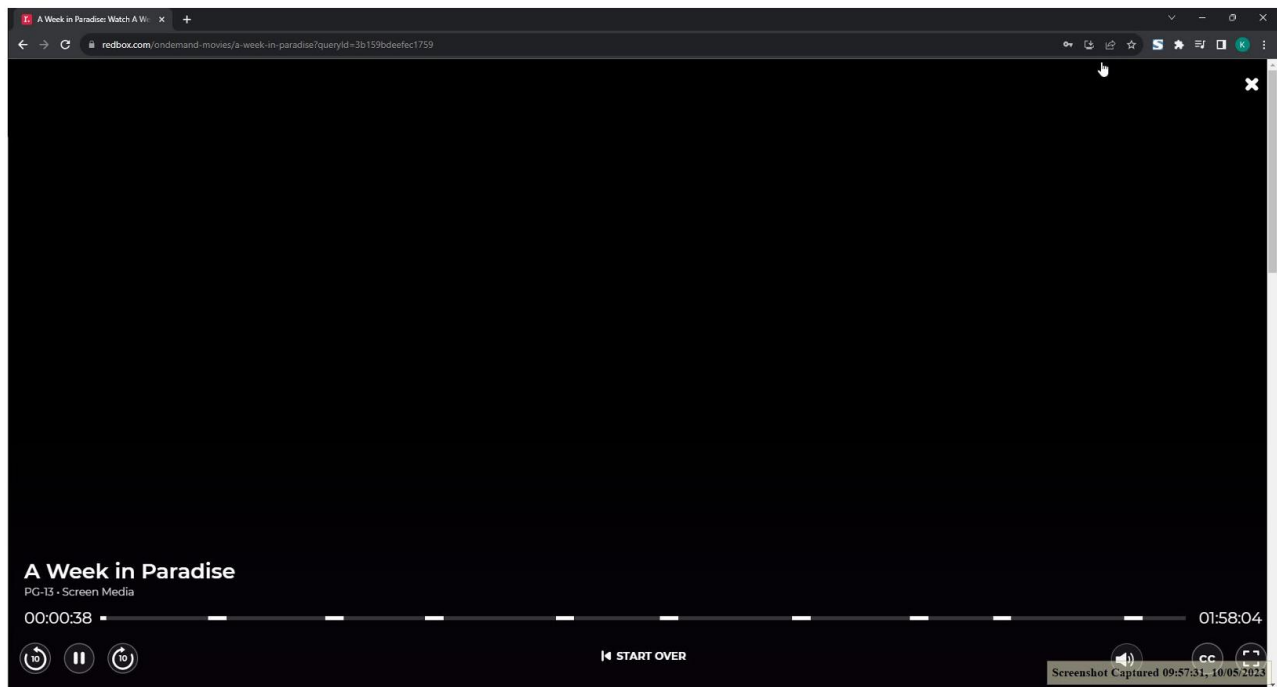 A Week in Paradise: Watch A We
redbox.com/ondemand-movies/a-week-in-paradise?queryId=3b159bdeefec1759
S
K
A Week in Paradise
PG-13 • Screen Media
00:00:38
01:58:04
10
10
START OVER
CC
Screenshot Captured 09:57:31, 10/05/2023